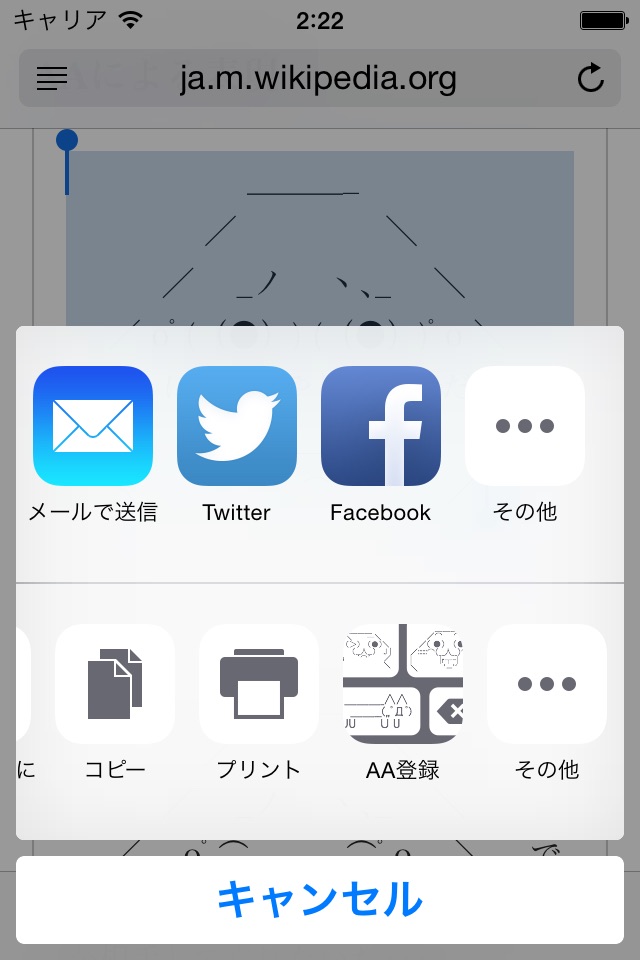 キャリア 2:22
ja.m.wikipedia.org
メールで送信 Twitter Facebook その他
に コピー プリント AA登録 その他
で
キャンセル